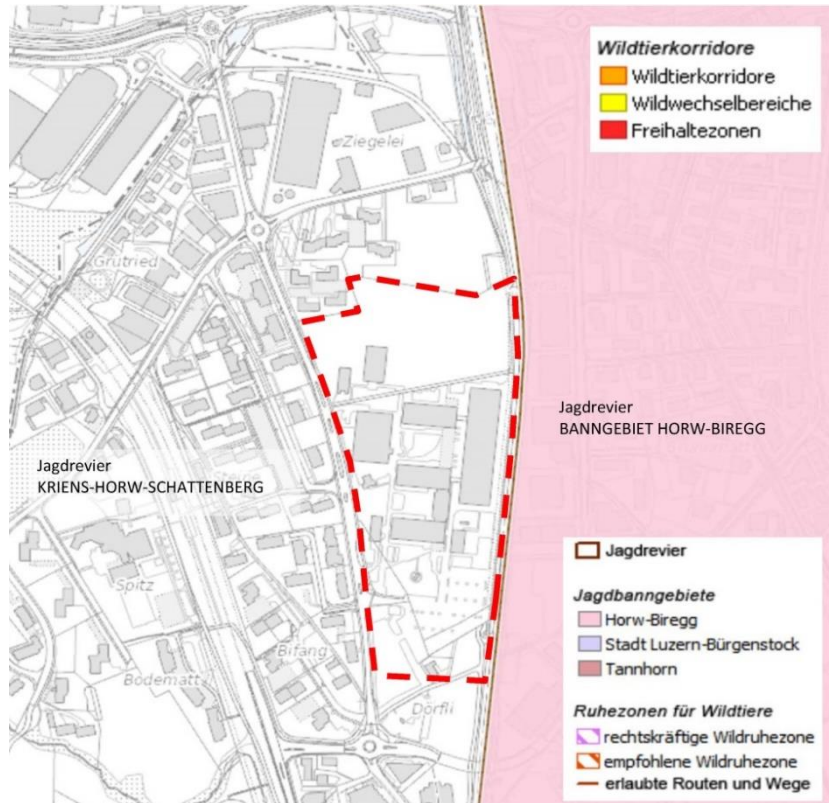 Wildtierkorridore
Wildtierkorridore
Wildwechselbereiche
Freihaltezonen
Ziegelei
Grütried
Jagdrevier
BANNGEBIET HORW-BIREGG
Jagdrevier
KRIENS-HORW-SCHATTENBERG
Spitz
Bifang
Bodematt
Dörfli
Jagdrevier
Jagdbanngebiete
Horw-Biregg
Stadt Luzern-Bürgenstock
Tannhorn
Ruhezonen für Wildtiere
rechtskräftige Wildruhezone
empfohlene Wildruhezone
erlaubte Routen und Wege